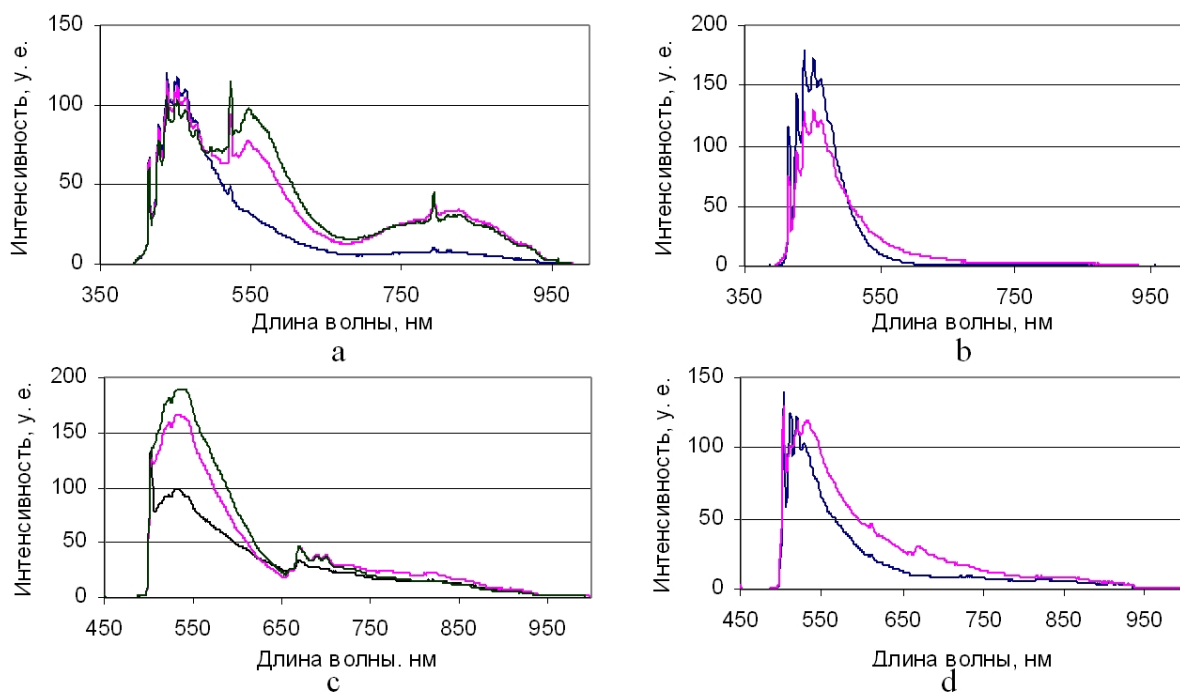 Интенсивность, у. е.
150
100
50
0
350 550 750 950
Длина волны, нм
a
Интенсивность, у. е.
200
150
100
50
0
350 550 750 950
Длина волны, нм
b
Интенсивность, у. е.
200
150
100
50
0
450 550 650 750 850 950
Длина волны. нм
c
Интенсивность, у. е.
150
100
50
0
450 550 650 750 850 950
Длина волны, нм
d